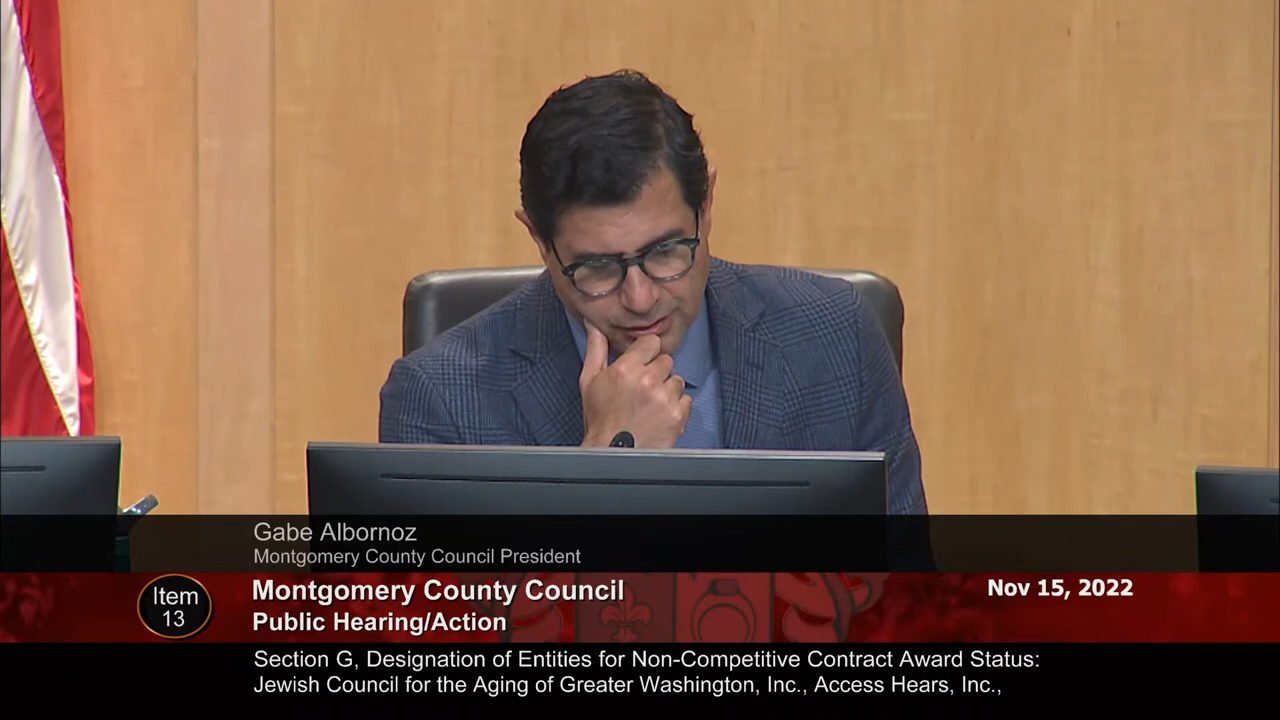 Gabe Albornoz
Montgomery County Council President
Item
13
Montgomery County Council
Nov 15, 2022
Public Hearing/Action
Section G, Designation of Entities for Non-Competitive Contract Award Status:
Jewish Council for the Aging of Greater Washington, Inc., Access Hears, Inc.,